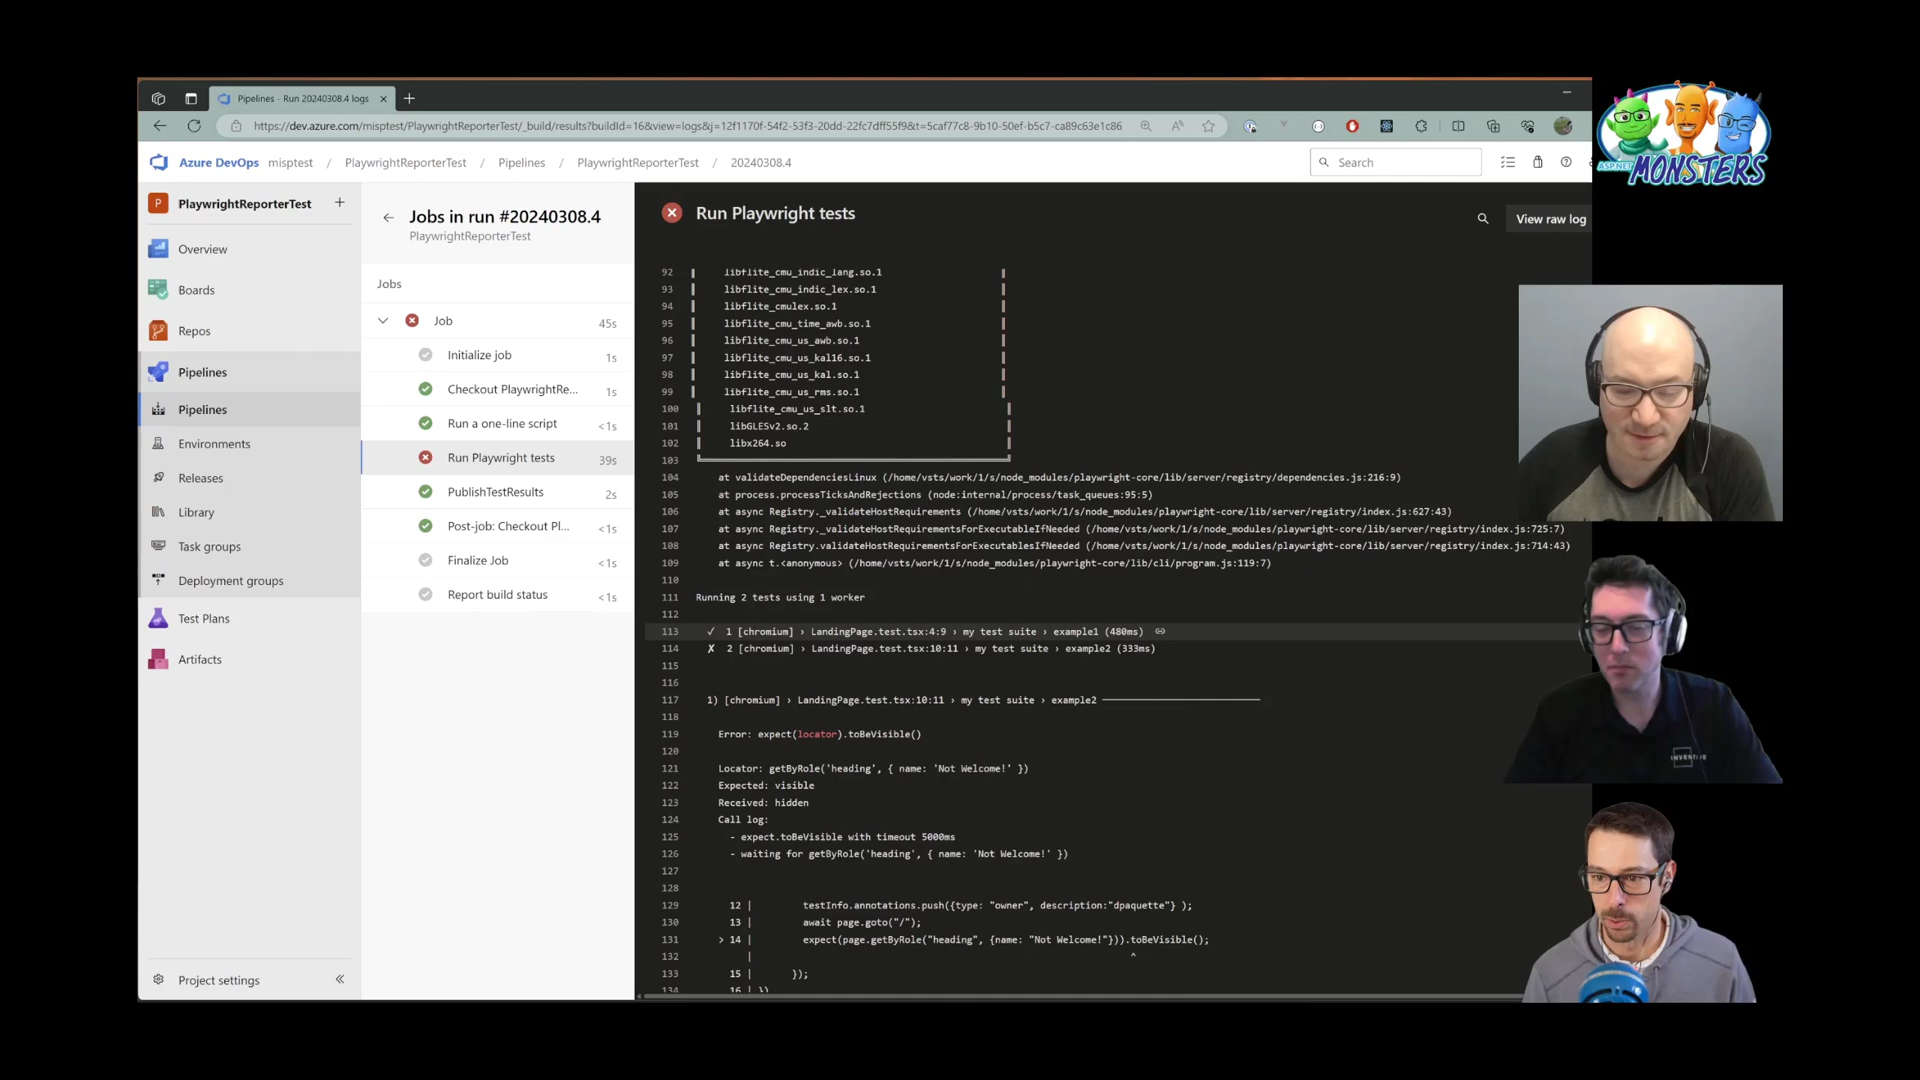 Pipelines - Run 20240308.4 logs
https://dev.azure.com/misptest/PlaywrightReporterTest/_build/results?buildId=16&view=logs&j=12f1170f-54f2-53f3-20dd-22fc7dff55f9&t=5caf77c8-9b10-50ef-b5c7-ca89c63e1c86
Azure DevOps misptest / PlaywrightReporterTest / Pipelines / PlaywrightReporterTest / 20240308.4
Search
ASP.NET
MONSTERS
P PlaywrightReporterTest +
Overview
Boards
Repos
Pipelines
Pipelines
Environments
Releases
Library
Task groups
Deployment groups
Test Plans
Artifacts
Project settings
Jobs in run #20240308.4
PlaywrightReporterTest
Jobs
Job 45s
Initialize job 1s
Checkout PlaywrightRe... 1s
Run a one-line script <1s
Run Playwright tests 39s
PublishTestResults 2s
Post-job: Checkout Pl... <1s
Finalize Job <1s
Report build status <1s
Run Playwright tests
View raw log
92 libflite_cmu_indic_lang.so.1
93 libflite_cmu_indic_lex.so.1
94 libflite_cmulex.so.1
95 libflite_cmu_time_awb.so.1
96 libflite_cmu_us_awb.so.1
97 libflite_cmu_us_kal16.so.1
98 libflite_cmu_us_kal.so.1
99 libflite_cmu_us_rms.so.1
100 libflite_cmu_us_slt.so.1
101 libGLESv2.so.2
102 libx264.so
103
104 at validateDependenciesLinux (/home/vsts/work/1/s/node_modules/playwright-core/lib/server/registry/dependencies.js:216:9)
105 at process.processTicksAndRejections (node:internal/process/task_queues:95:5)
106 at async Registry._validateHostRequirements (/home/vsts/work/1/s/node_modules/playwright-core/lib/server/registry/index.js:627:43)
107 at async Registry._validateHostRequirementsForExecutableIfNeeded (/home/vsts/work/1/s/node_modules/playwright-core/lib/server/registry/index.js:725:7)
108 at async Registry.validateHostRequirementsForExecutablesIfNeeded (/home/vsts/work/1/s/node_modules/playwright-core/lib/server/registry/index.js:714:43)
109 at async t.<anonymous> (/home/vsts/work/1/s/node_modules/playwright-core/lib/cli/program.js:119:7)
110
111 Running 2 tests using 1 worker
112
113 ✓ 1 [chromium] › LandingPage.test.tsx:4:9 › my test suite › example1 (480ms)
114 ✗ 2 [chromium] › LandingPage.test.tsx:10:11 › my test suite › example2 (333ms)
115
116
117 1) [chromium] › LandingPage.test.tsx:10:11 › my test suite › example2
118
119 Error: expect(locator).toBeVisible()
120
121 Locator: getByRole('heading', { name: 'Not Welcome!' })
122 Expected: visible
123 Received: hidden
124 Call log:
125 - expect.toBeVisible with timeout 5000ms
126 - waiting for getByRole('heading', { name: 'Not Welcome!' })
127
128
129 12 | testInfo.annotations.push({type: "owner", description:"dpaquette"} );
130 13 | await page.goto("/");
131 > 14 | expect(page.getByRole("heading", {name: "Not Welcome!"})).toBeVisible();
132 | ^
133 15 | });
134 16 | })